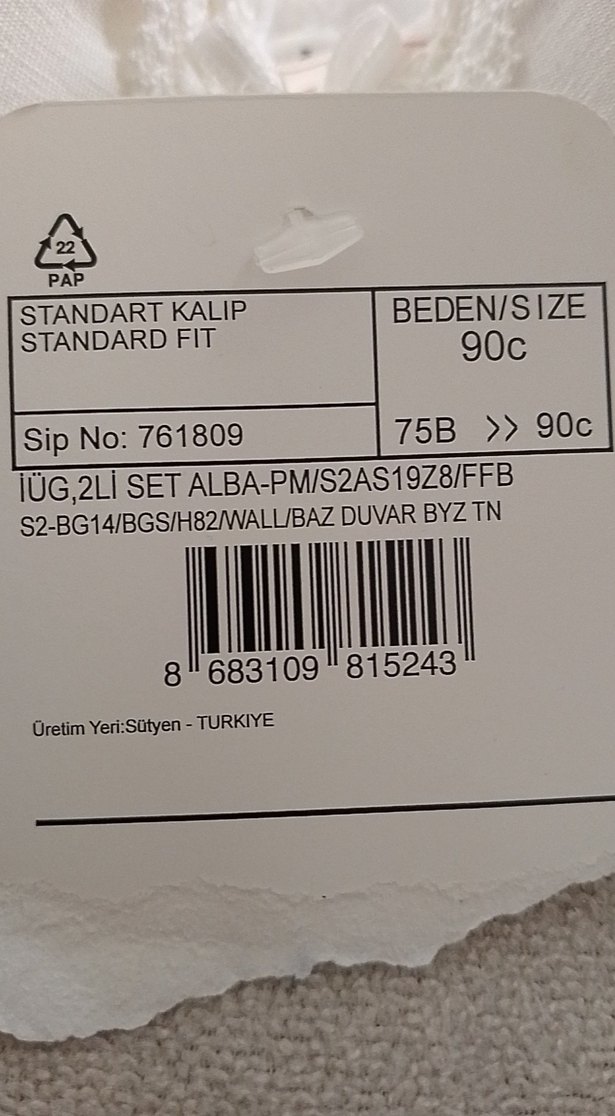 22
PAP
STANDART KALIP
STANDARD FIT
BEDEN/SIZE
90c
Sip No: 761809
75B >> 90c
İÜG,2Lİ SET ALBA-PM/S2AS19Z8/FFB
S2-BG14/BGS/H82/WALL/BAZ DUVAR BYZ TN
8 683109 815243
Üretim Yeri:Sütyen - TURKIYE